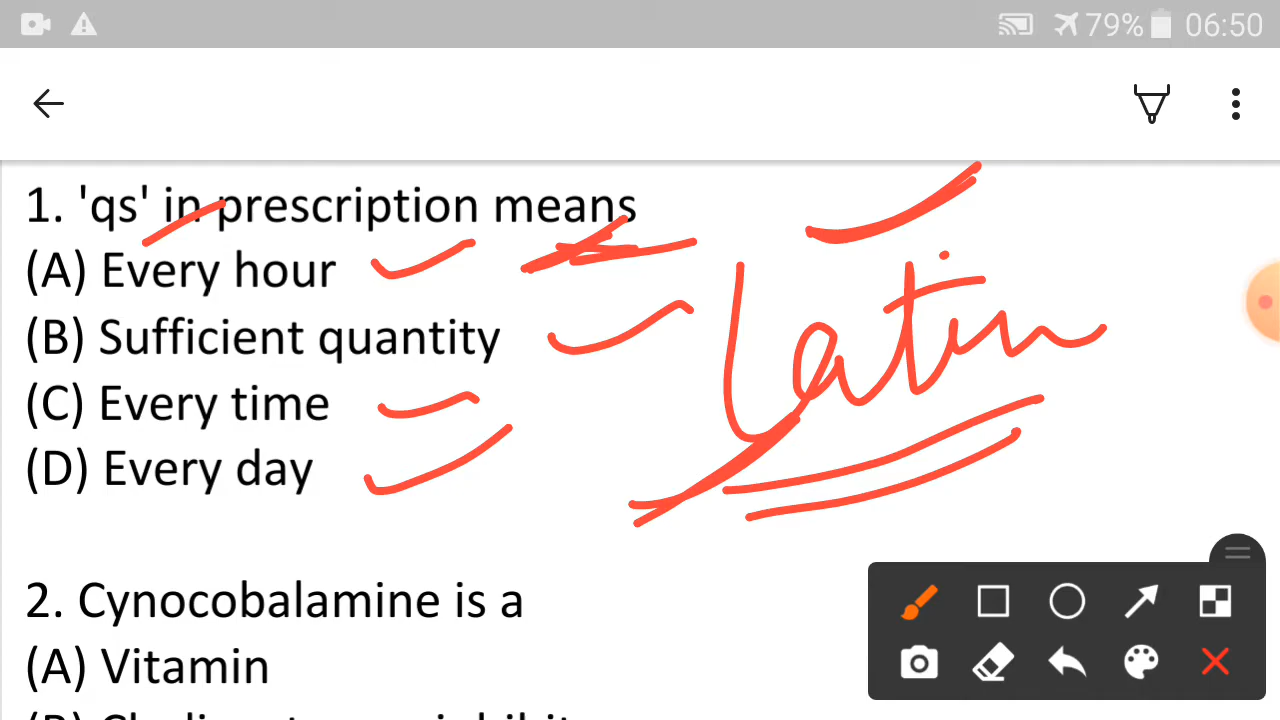 79% 06:50
1. 'qs' in prescription means
(A) Every hour
(B) Sufficient quantity
(C) Every time
(D) Every day
Latin
2. Cynocobalamine is a
(A) Vitamin